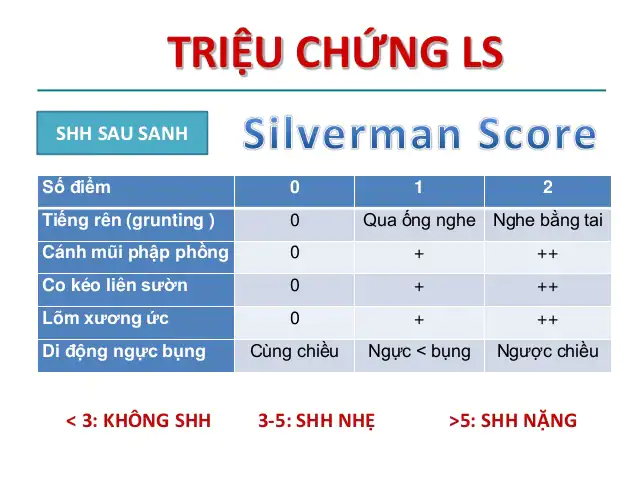 TRIỆU CHỨNG LS
SHH SAU SANH
Silverman Score
Số điểm 0 1 2
Tiếng rên (grunting ) 0 Qua ống nghe Nghe bằng tai
Cánh mũi phập phồng 0 + ++
Co kéo liên sườn 0 + ++
Lõm xương ức 0 + ++
Di động ngực bụng Cùng chiều Ngực < bụng Ngược chiều
< 3: KHÔNG SHH 3-5: SHH NHẸ >5: SHH NẶNG